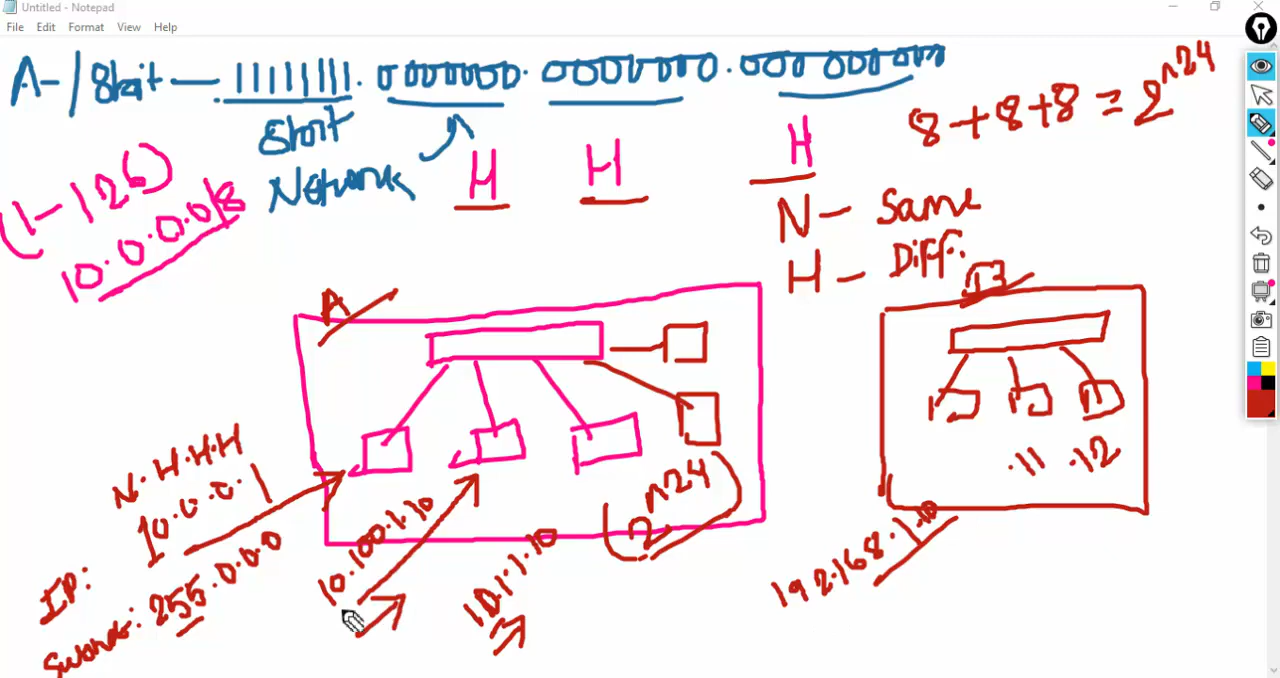 Untitled - Notepad
File Edit Format View Help
A - / 8bit - 11111111 . 00000000 . 00000000 . 00000000
8+8+8 = 2^24
8bit
Network
H H H
(1-126)
10.0.0.0/8
N - Same
H - Diff.
A
B
N.H.H.H
10.0.0.1
IP:
Subnet: 255.0.0.0
10.100.1.10
10.1.1.10
(2^24)
.11 .12
192.168.1.10